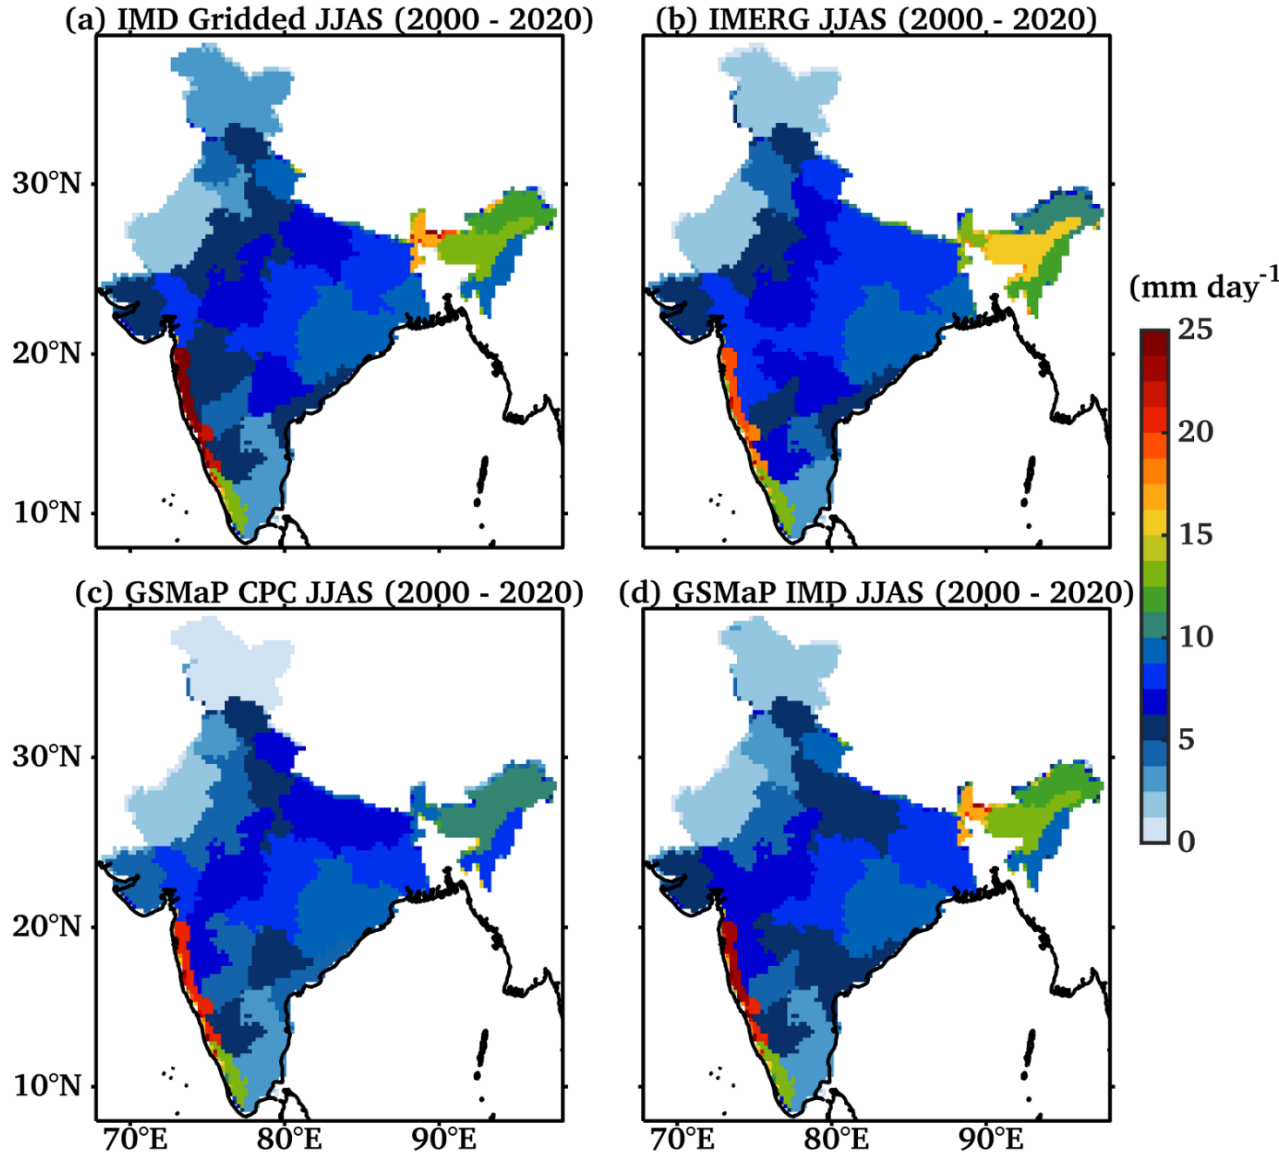 (a) IMD Gridded JJAS (2000 - 2020) (b) IMERG JJAS (2000 - 2020)
30°N
20°N
10°N
(c) GSMaP CPC JJAS (2000 - 2020) (d) GSMaP IMD JJAS (2000 - 2020)
30°N
20°N
10°N
70°E 80°E 90°E 70°E 80°E 90°E
(mm day-1
25
20
15
10
5
0